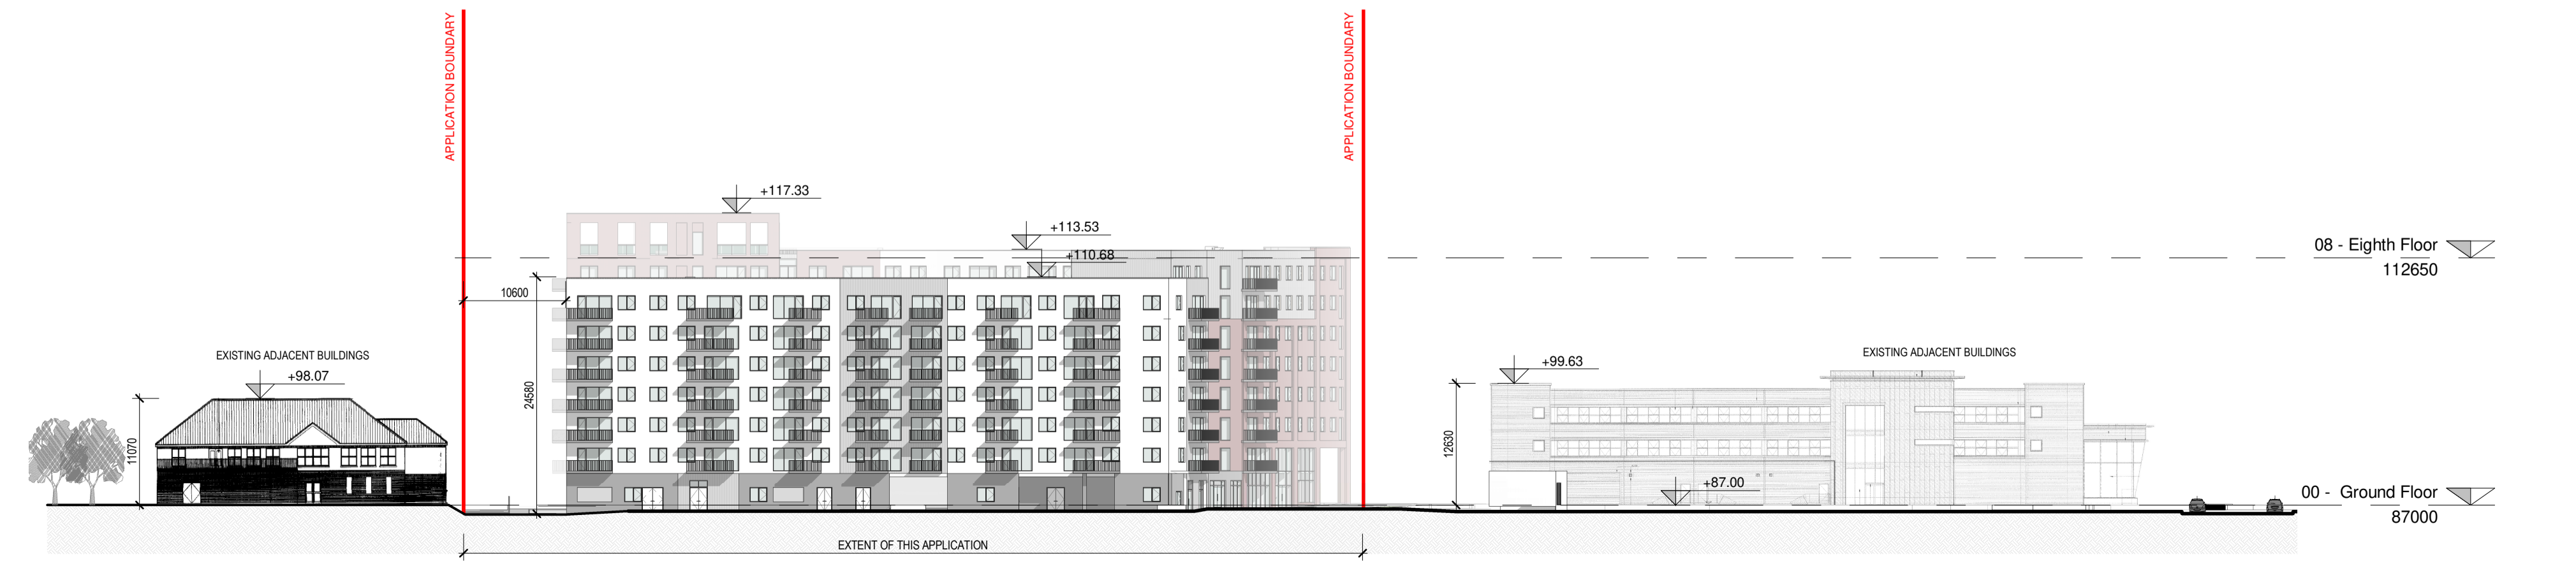 APPLICATION BOUNDARY
APPLICATION BOUNDARY
+117.33
+113.53
+110.68
08 - Eighth Floor
112650
10600
24580
EXISTING ADJACENT BUILDINGS
+98.07
11070
EXISTING ADJACENT BUILDINGS
+99.63
12630
+87.00
00 - Ground Floor
87000
EXTENT OF THIS APPLICATION